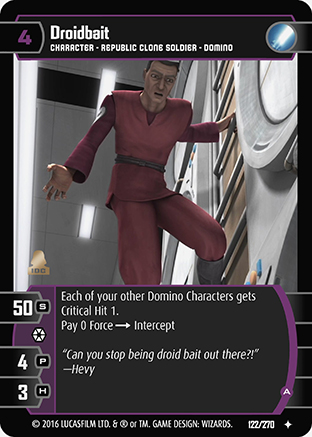 4 Droidbait
CHARACTER - REPUBLIC CLONE SOLDIER - DOMINO
IDC
50 S
Each of your other Domino Characters gets
Critical Hit 1.
Pay 0 Force → Intercept
4 P
"Can you stop being droid bait out there?!"
—Hevy
3 H
A
© 2016 LUCASFILM LTD. & ® or TM. GAME DESIGN: WIZARDS. 122/270